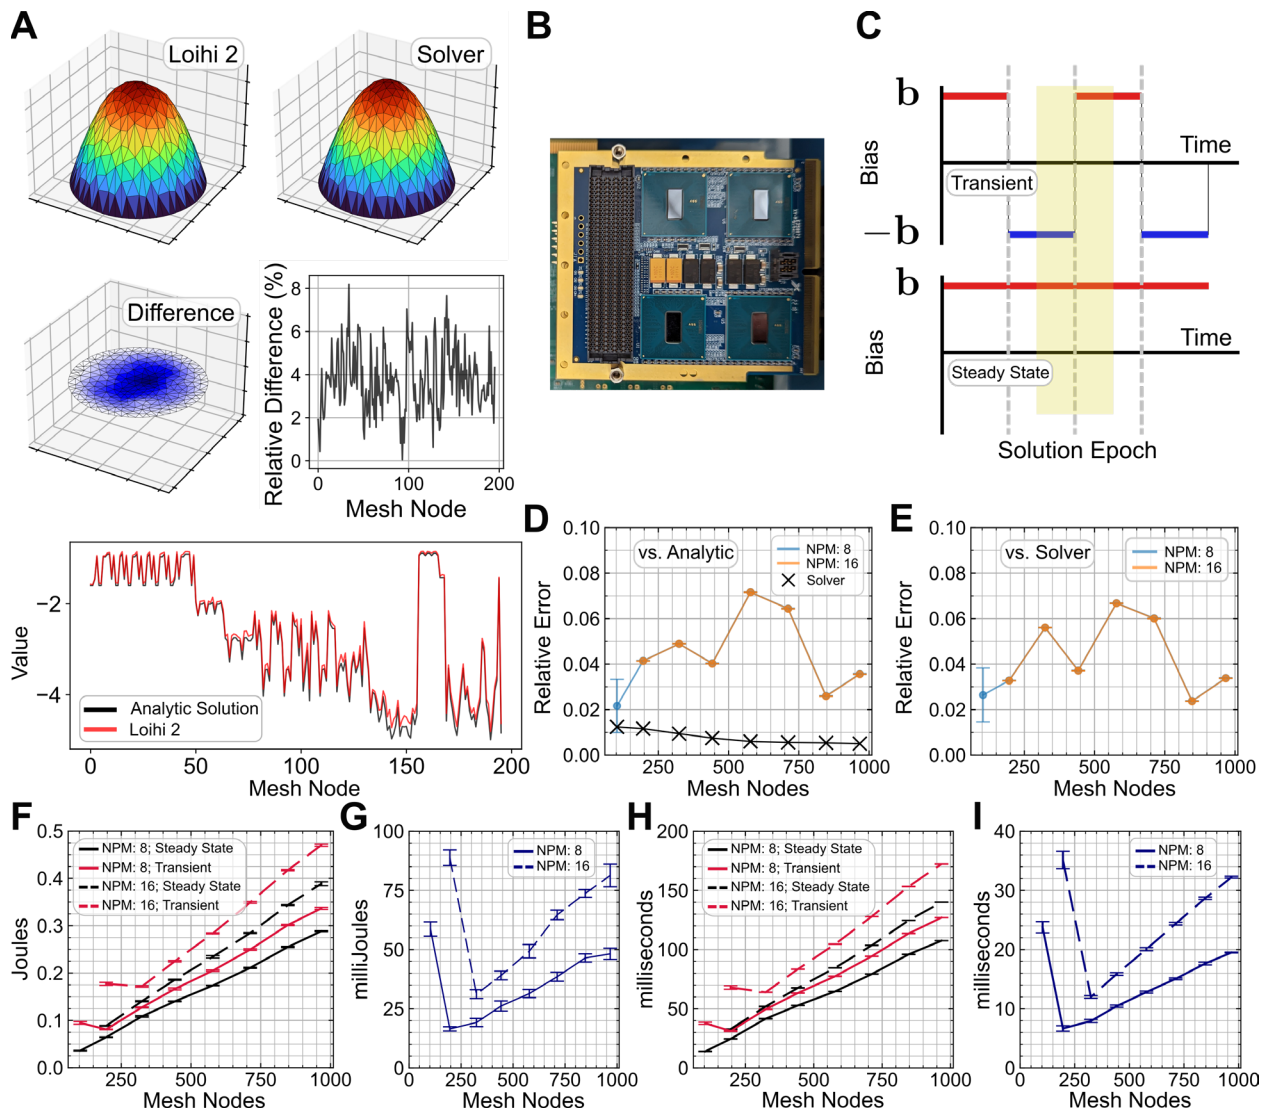 A
Loihi 2
Solver
Difference
Relative Difference (%)
8
6
4
2
0
0
100
200
Mesh Node
B
C
b
Bias
Time
Transient
— b
b
Bias
Time
Steady State
Solution Epoch
Value
−2
−4
Analytic Solution
Loihi 2
0
50
100
150
200
Mesh Node
D
Relative Error
0.10
0.08
0.06
0.04
0.02
0.00
vs. Analytic
NPM: 8
NPM: 16
Solver
250
500
750
1000
Mesh Nodes
E
Relative Error
0.10
0.08
0.06
0.04
0.02
0.00
vs. Solver
NPM: 8
NPM: 16
250
500
750
1000
Mesh Nodes
F
Joules
0.5
0.4
0.3
0.2
0.1
0.0
NPM: 8; Steady State
NPM: 8; Transient
NPM: 16; Steady State
NPM: 16; Transient
250
500
750
1000
Mesh Nodes
G
milliJoules
100
75
50
25
0
NPM: 8
NPM: 16
0
250
500
750
1000
Mesh Nodes
H
milliseconds
200
150
100
50
0
NPM: 8; Steady State
NPM: 8; Transient
NPM: 16; Steady State
NPM: 16; Transient
250
500
750
1000
Mesh Nodes
I
milliseconds
40
30
20
10
0
NPM: 8
NPM: 16
0
250
500
750
1000
Mesh Nodes